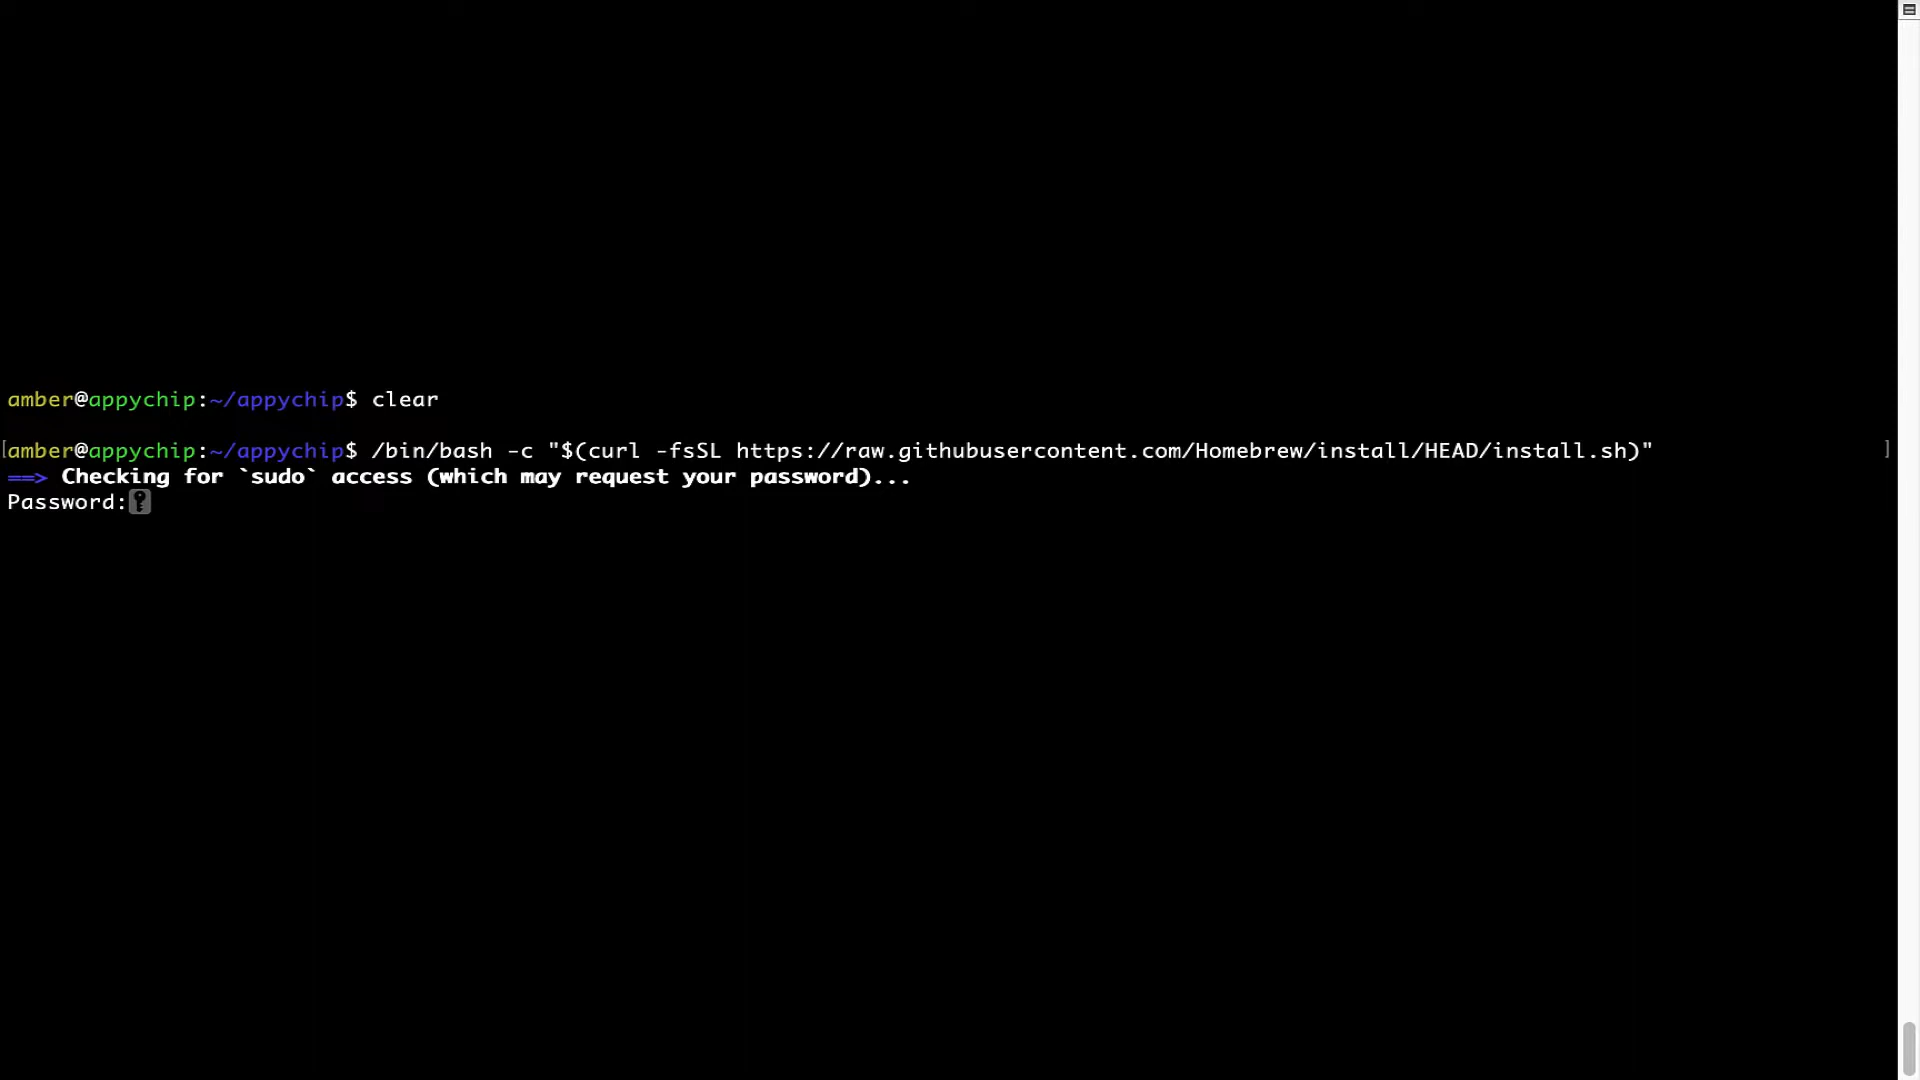 amber@appychip:~/appychip$ clear
[amber@appychip:~/appychip$ /bin/bash -c "$(curl -fsSL https://raw.githubusercontent.com/Homebrew/install/HEAD/install.sh)" ]
==> Checking for `sudo` access (which may request your password)...
Password: